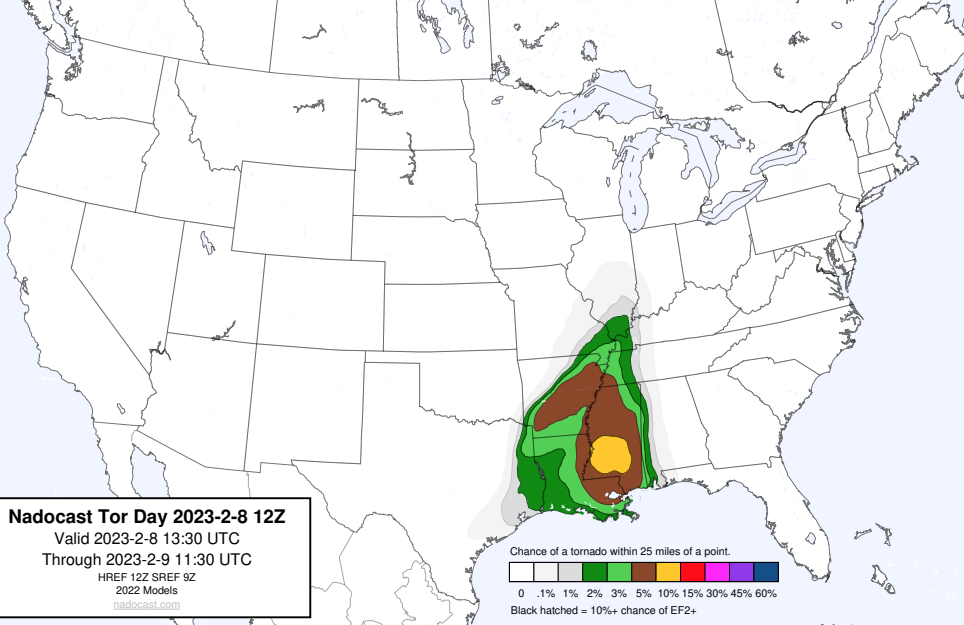 Nadocast Tor Day 2023-2-8 12Z
Valid 2023-2-8 13:30 UTC
Through 2023-2-9 11:30 UTC
HREF 12Z SREF 9Z
2022 Models
nadocast.com
Chance of a tornado within 25 miles of a point.
0 .1% 1% 2% 3% 5% 10% 15% 30% 45% 60%
Black hatched = 10%+ chance of EF2+